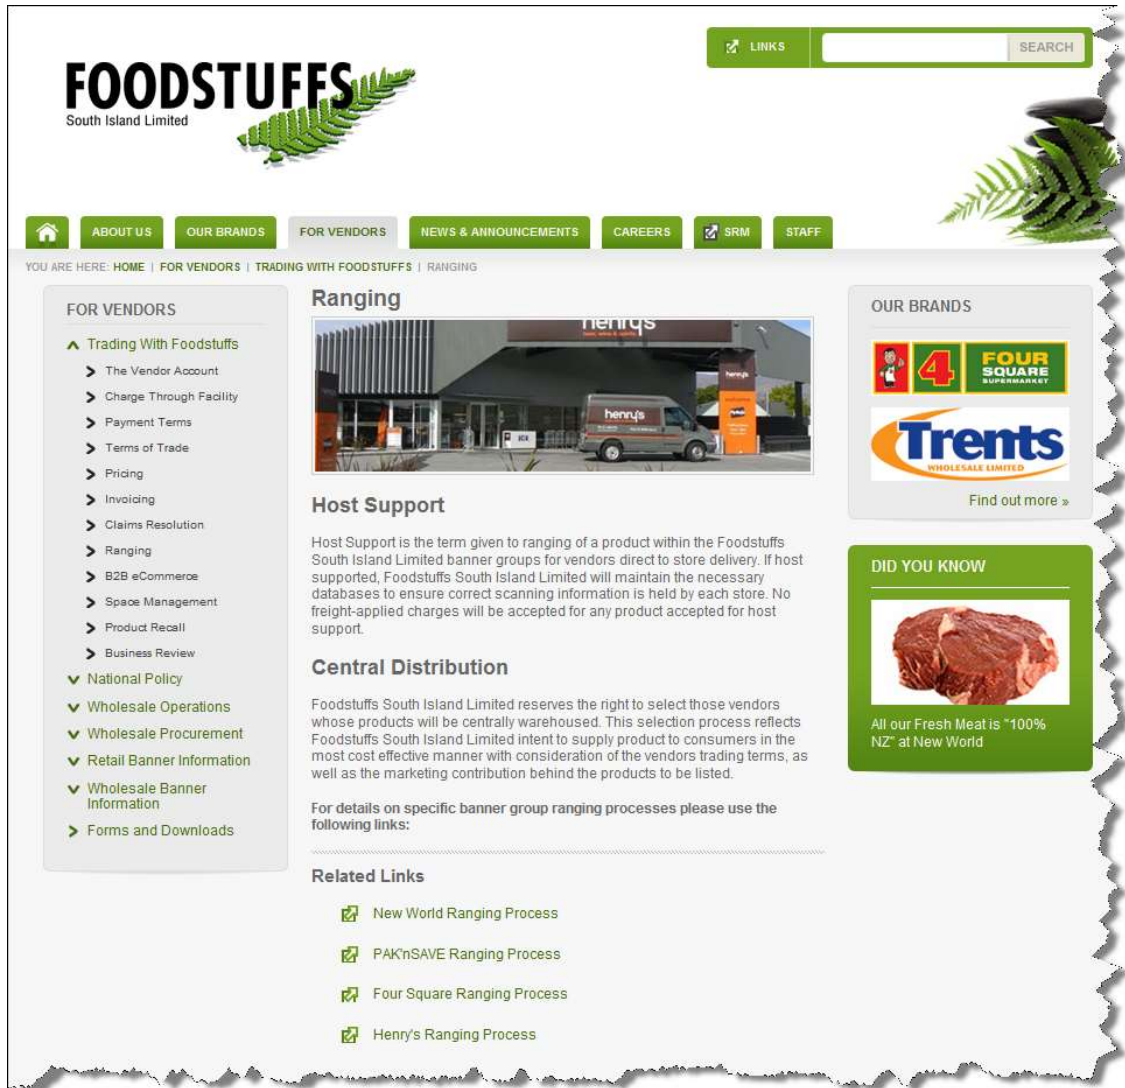 LINKS
SEARCH
FOODSTUFFS
South Island Limited
ABOUT US
OUR BRANDS
FOR VENDORS
NEWS & ANNOUNCEMENTS
CAREERS
SRM
STAFF
YOU ARE HERE: HOME | FOR VENDORS | TRADING WITH FOODSTUFFS | RANGING
FOR VENDORS
Trading With Foodstuffs
The Vendor Account
Charge Through Facility
Payment Terms
Terms of Trade
Pricing
Invoicing
Claims Resolution
Ranging
B2B eCommerce
Space Management
Product Recall
Business Review
National Policy
Wholesale Operations
Wholesale Procurement
Retail Banner Information
Wholesale Banner
Information
Forms and Downloads
Ranging
henry's
henry's
henry's
Host Support
Host Support is the term given to ranging of a product within the Foodstuffs
South Island Limited banner groups for vendors direct to store delivery. If host
supported, Foodstuffs South Island Limited will maintain the necessary
databases to ensure correct scanning information is held by each store. No
freight-applied charges will be accepted for any product accepted for host
support.
Central Distribution
Foodstuffs South Island Limited reserves the right to select those vendors
whose products will be centrally warehoused. This selection process reflects
Foodstuffs South Island Limited intent to supply product to consumers in the
most cost effective manner with consideration of the vendors trading terms, as
well as the marketing contribution behind the products to be listed.
For details on specific banner group ranging processes please use the
following links:
Related Links
New World Ranging Process
PAK'nSAVE Ranging Process
Four Square Ranging Process
Henry's Ranging Process
OUR BRANDS
4
FOUR
SQUARE
SUPERMARKET
Trents
WHOLESALE LIMITED
Find out more »
DID YOU KNOW
All our Fresh Meat is "100%
NZ" at New World